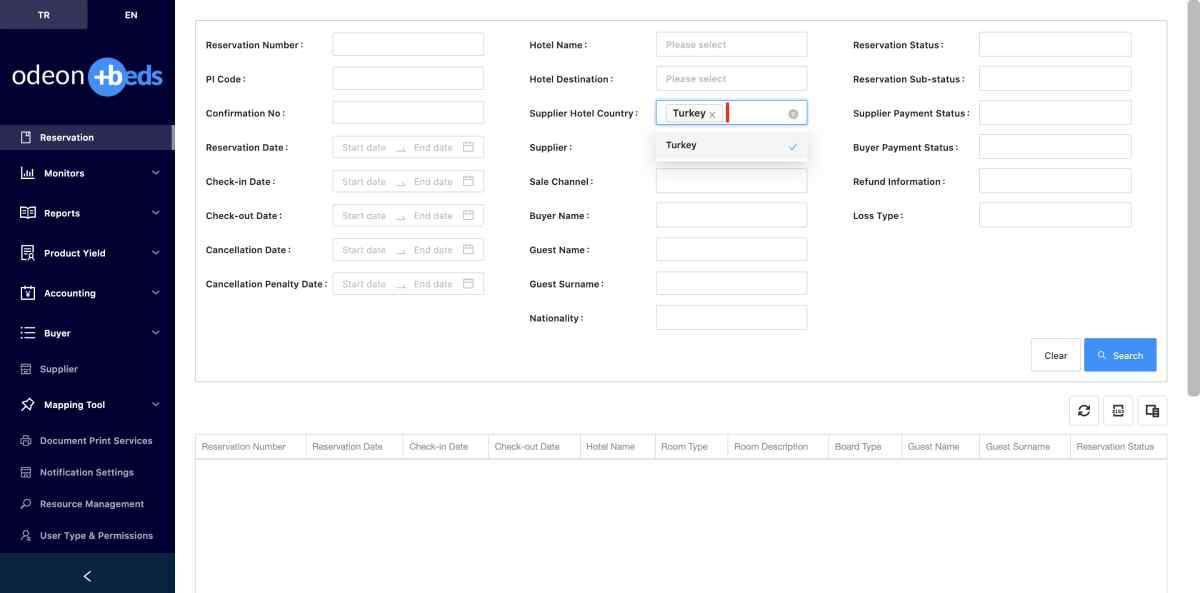 TR
EN
odeon +beds
Reservation
Monitors
Reports
Product Yield
Accounting
Buyer
Supplier
Mapping Tool
Document Print Services
Notification Settings
Resource Management
User Type & Permissions
Reservation Number :
PI Code :
Confirmation No :
Reservation Date : Start date End date
Check-in Date : Start date End date
Check-out Date : Start date End date
Cancellation Date : Start date End date
Cancellation Penalty Date : Start date End date
Hotel Name : Please select
Hotel Destination : Please select
Supplier Hotel Country : Turkey
Turkey
Supplier :
Sale Channel :
Buyer Name :
Guest Name :
Guest Surname :
Nationality :
Reservation Status :
Reservation Sub-status :
Supplier Payment Status :
Buyer Payment Status :
Refund Information :
Loss Type :
Clear
Search
Reservation Number Reservation Date Check-in Date Check-out Date Hotel Name Room Type Room Description Board Type Guest Name Guest Surname Reservation Status